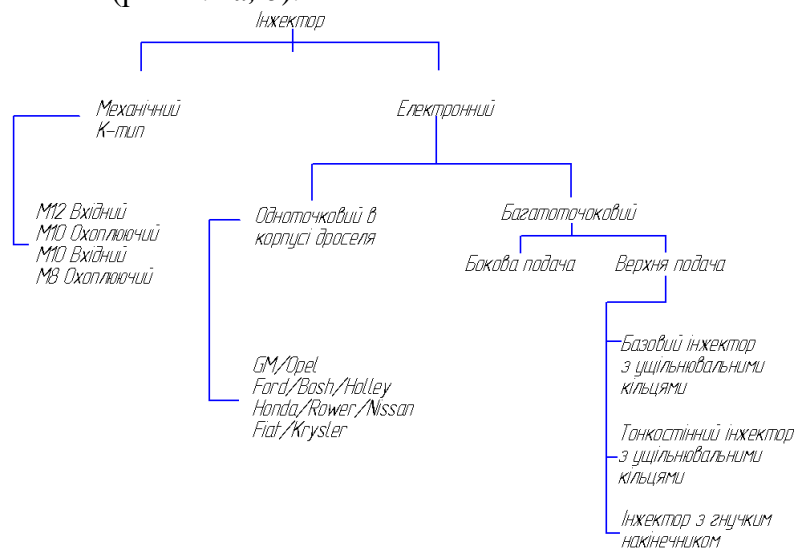 Інжектор
Механічний
К-тип
Електронний
М12 Вхідний
М10 Охоплюючий
М10 Вхідний
М8 Охоплюючий
Одноточковий в
корпусі дроселя
Багатоточоковий
Бокова подача
Верхня подача
GM/Opel
Ford/Bosh/Holley
Honda/Rower/Nissan
Fiat/Krysler
Базовий інжектор
з ущільнювальними
кільцями
Тонкостінний інжектор
з ущільнювальними
кільцями
Інжектор з гнучким
накінечником